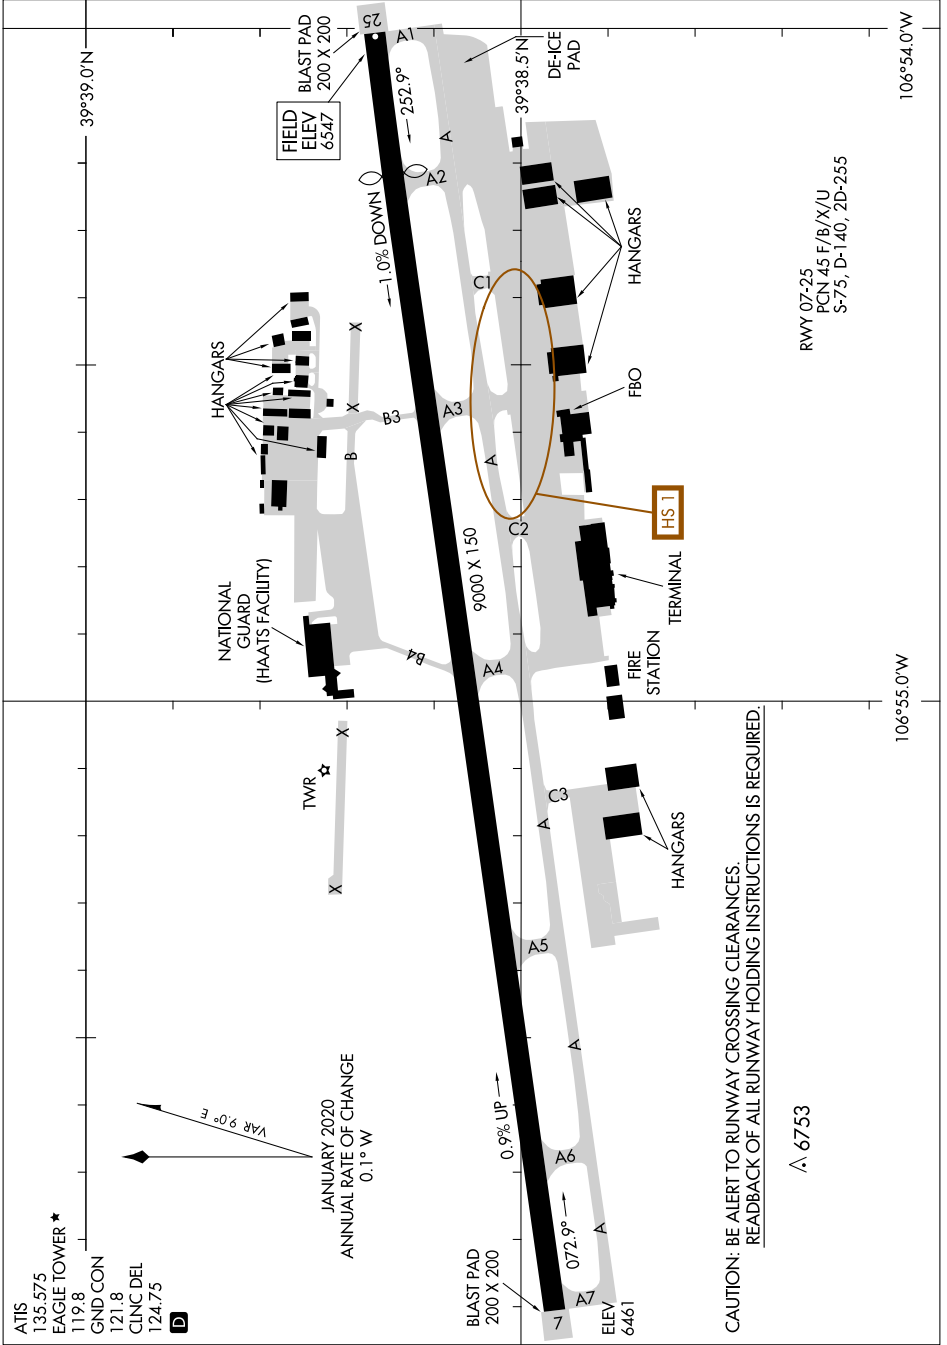 ATIS
135.575
EAGLE TOWER
119.8
GND CON
121.8
CLNC DEL
124.75
D
JANUARY 2020
ANNUAL RATE OF CHANGE
0.1° W
VAR 9.0° E
39°39.0'N
39°38.5'N
106°55.0'W
106°54.0'W
TWR
X
X
X
X
NATIONAL
GUARD
(HAATS FACILITY)
HANGARS
B
B3
B4
FIELD
ELEV
6547
BLAST PAD
200 X 200
25
252.9°
1.0% DOWN
9000 X 150
0.9% UP
072.9°
7
BLAST PAD
200 X 200
ELEV
6461
A1
A2
A3
A4
A5
A6
A7
A
A
A
A
A
C1
C2
C3
DE-ICE
PAD
HANGARS
FBO
HS 1
TERMINAL
FIRE
STATION
HANGARS
RWY 07-25
PCN 45 F/B/X/U
S-75, D-140, 2D-255
CAUTION: BE ALERT TO RUNWAY CROSSING CLEARANCES.
READBACK OF ALL RUNWAY HOLDING INSTRUCTIONS IS REQUIRED.
6753